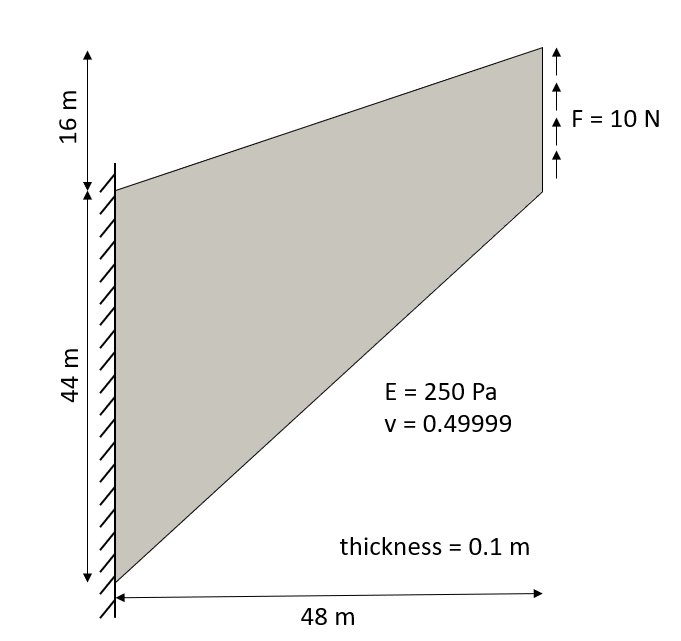 16 m
F = 10 N
44 m
E = 250 Pa
v = 0.49999
thickness = 0.1 m
48 m